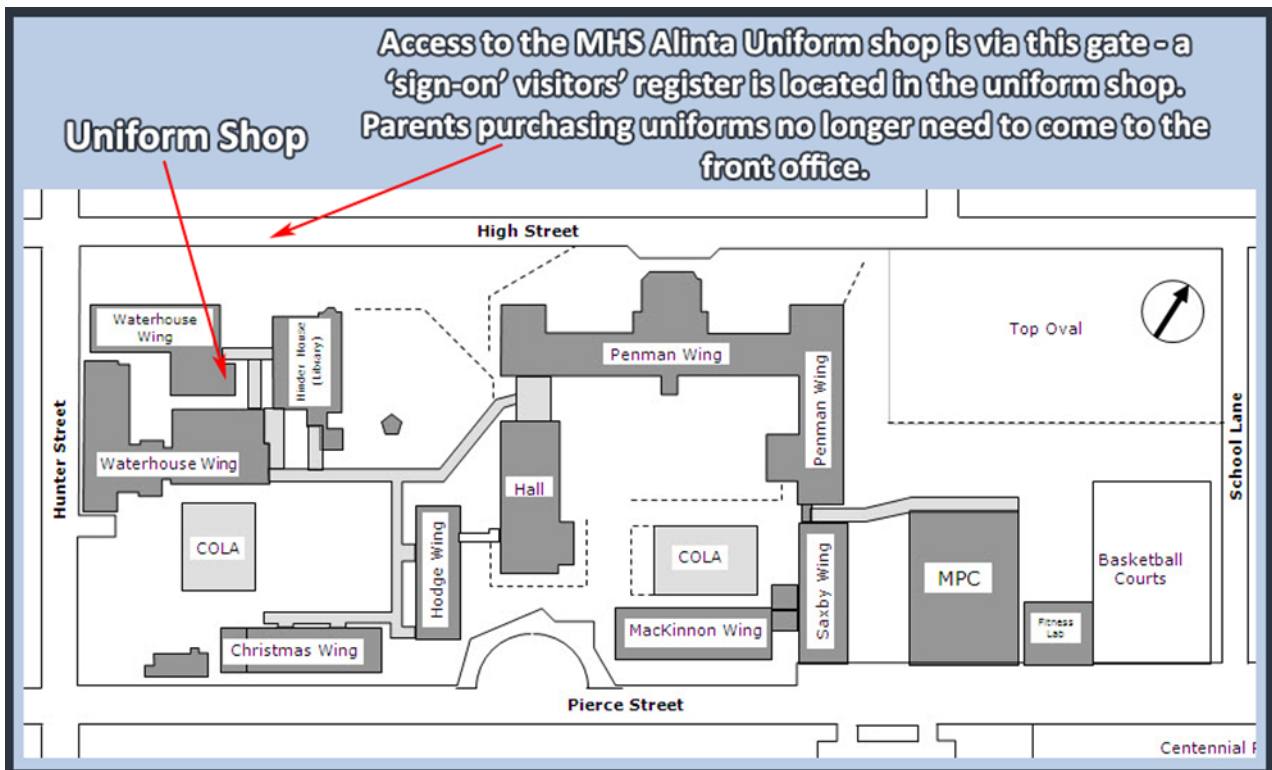 Access to the MHS Alinta Uniform shop is via this gate - a
‘sign-on’ visitors’ register is located in the uniform shop.
Parents purchasing uniforms no longer need to come to the
front office.
Uniform Shop
High Street
Waterhouse
Wing
Hinder House
(Library)
Penman Wing
Top Oval
Penman Wing
Hunter Street
School Lane
Waterhouse Wing
Hall
COLA
Hodge Wing
COLA
Saxby Wing
MPC
Basketball
Courts
Fitness
Lab
MacKinnon Wing
Christmas Wing
Pierce Street
Centennial